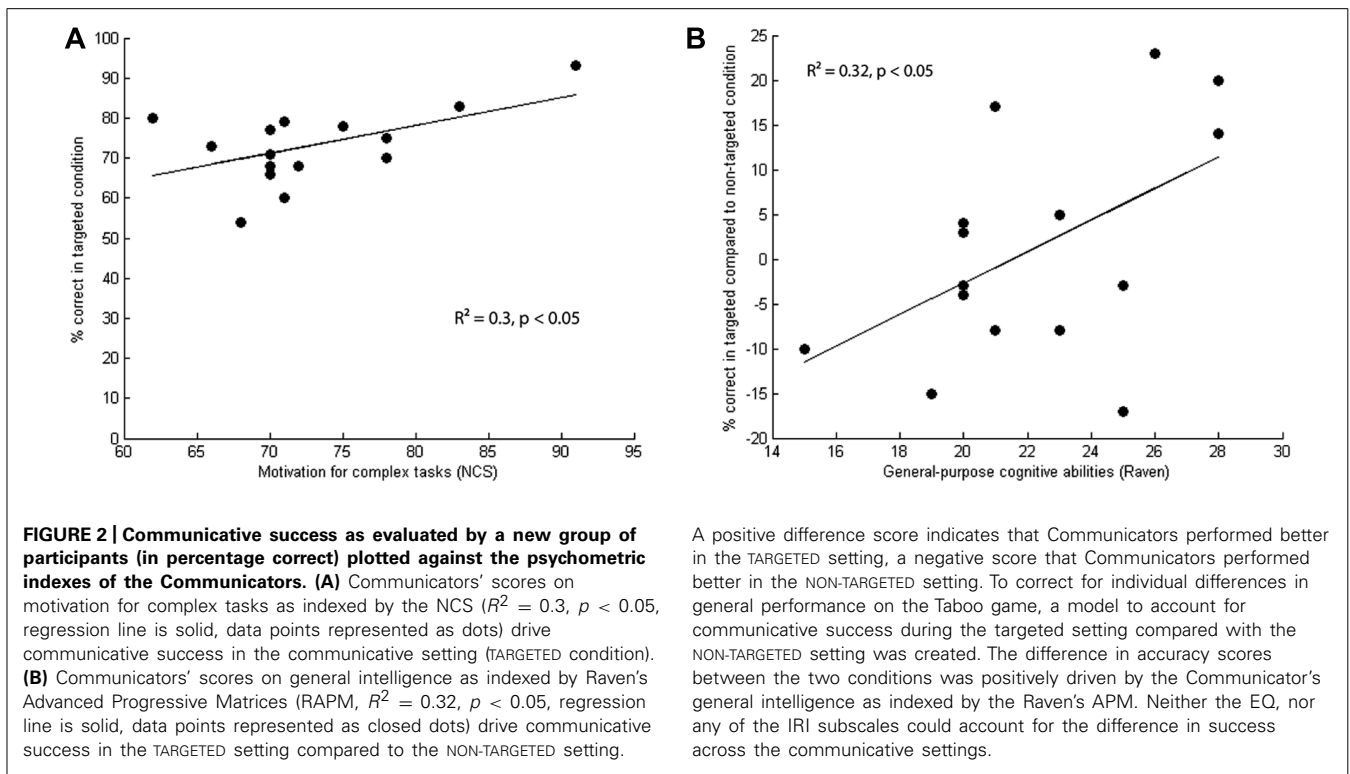 A
100
90
80
70
60
50
40
30
20
10
0
% correct in targeted condition
R² = 0.3, p < 0.05
60 65 70 75 80 85 90 95
Motivation for complex tasks (NCS)
B
25
20
15
10
5
0
-5
-10
-15
-20
% correct in targeted compared to non-targeted condition
R² = 0.32, p < 0.05
14 16 18 20 22 24 26 28 30
General-purpose cognitive abilities (Raven)
FIGURE 2 | Communicative success as evaluated by a new group of
participants (in percentage correct) plotted against the psychometric
indexes of the Communicators. (A) Communicators' scores on
motivation for complex tasks as indexed by the NCS (R² = 0.3, p < 0.05,
regression line is solid, data points represented as dots) drive
communicative success in the communicative setting (TARGETED condition).
(B) Communicators' scores on general intelligence as indexed by Raven's
Advanced Progressive Matrices (RAPM, R² = 0.32, p < 0.05, regression
line is solid, data points represented as closed dots) drive communicative
success in the TARGETED setting compared to the NON-TARGETED setting.
A positive difference score indicates that Communicators performed better
in the TARGETED setting, a negative score that Communicators performed
better in the NON-TARGETED setting. To correct for individual differences in
general performance on the Taboo game, a model to account for
communicative success during the targeted setting compared with the
NON-TARGETED setting was created. The difference in accuracy scores
between the two conditions was positively driven by the Communicator's
general intelligence as indexed by the Raven's APM. Neither the EQ, nor
any of the IRI subscales could account for the difference in success
across the communicative settings.